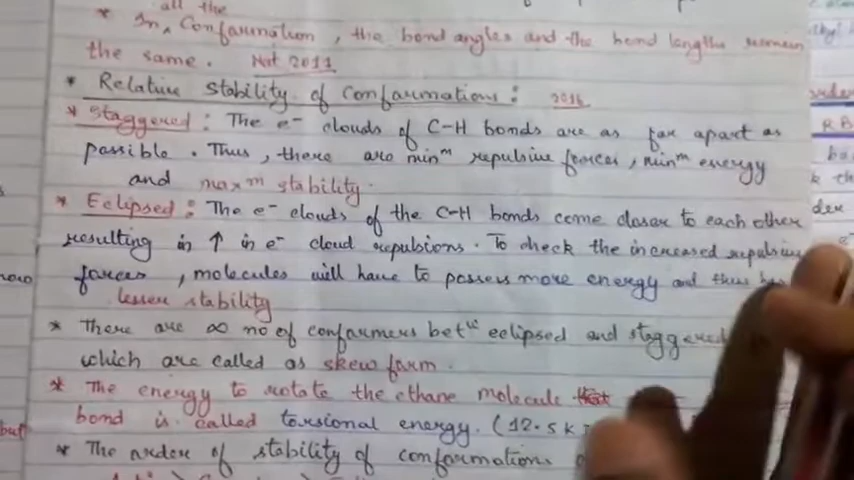 all the
* In ^ Conformation, the bond angles and the bond lengths remain
the same. Nat 2011
* Relative stability of conformations: 2016
* Staggered: The e⁻ clouds of C-H bonds are as far apart as
possible. Thus, there are minᵐ repulsive forces, minᵐ energy
and maxᵐ stability.
* Eclipsed: The e⁻ clouds of the C-H bonds come closer to each other
resulting in ↑ in e⁻ cloud repulsions. To check the increased repulsive
forces, molecules will have to possess more energy and thus
lesser stability
* There are ∞ no of conformers betⁿ eclipsed and staggered
which are called as skew form.
* The energy to rotate the ethane molecule
bond is called torsional energy. (12.5 k
* The order of stability of conformations
but